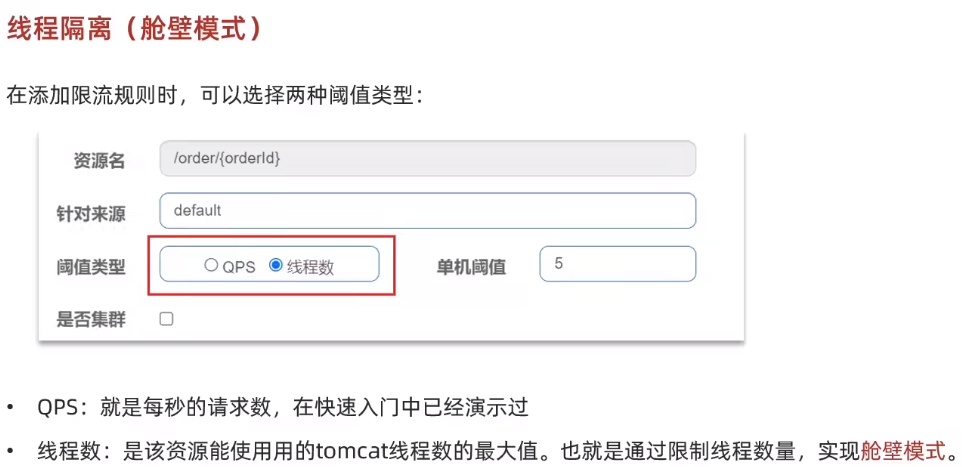 线程隔离（舱壁模式）
在添加限流规则时，可以选择两种阈值类型：
资源名 /order/{orderId}
针对来源 default
阈值类型 QPS 线程数 单机阈值 5
是否集群
• QPS：就是每秒的请求数，在快速入门中已经演示过
• 线程数：是该资源能使用用的tomcat线程数的最大值。也就是通过限制线程数量，实现舱壁模式。